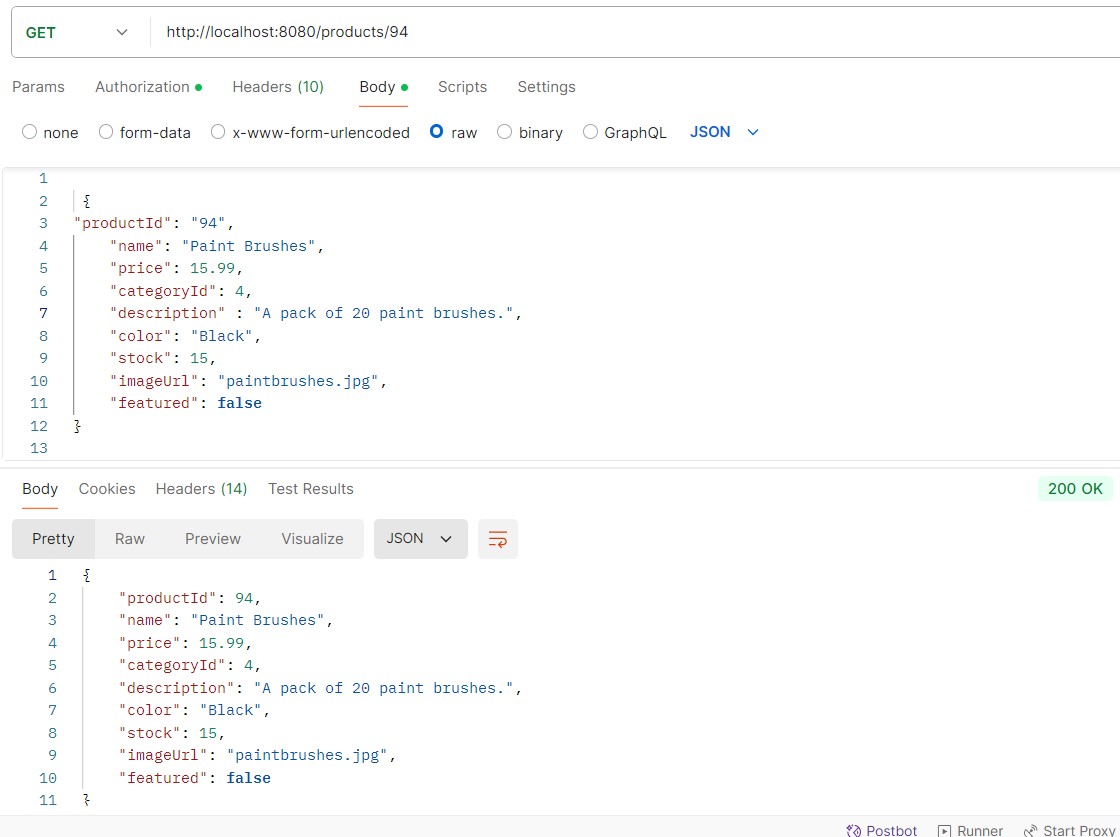 GET http://localhost:8080/products/94
Params Authorization Headers (10) Body Scripts Settings
none form-data x-www-form-urlencoded raw binary GraphQL JSON
1
2 {
3 "productId": "94",
4 "name": "Paint Brushes",
5 "price": 15.99,
6 "categoryId": 4,
7 "description" : "A pack of 20 paint brushes.",
8 "color": "Black",
9 "stock": 15,
10 "imageUrl": "paintbrushes.jpg",
11 "featured": false
12 }
13
Body Cookies Headers (14) Test Results 200 OK
Pretty Raw Preview Visualize JSON
1 {
2 "productId": 94,
3 "name": "Paint Brushes",
4 "price": 15.99,
5 "categoryId": 4,
6 "description": "A pack of 20 paint brushes.",
7 "color": "Black",
8 "stock": 15,
9 "imageUrl": "paintbrushes.jpg",
10 "featured": false
11 }
Postbot Runner Start Proxy